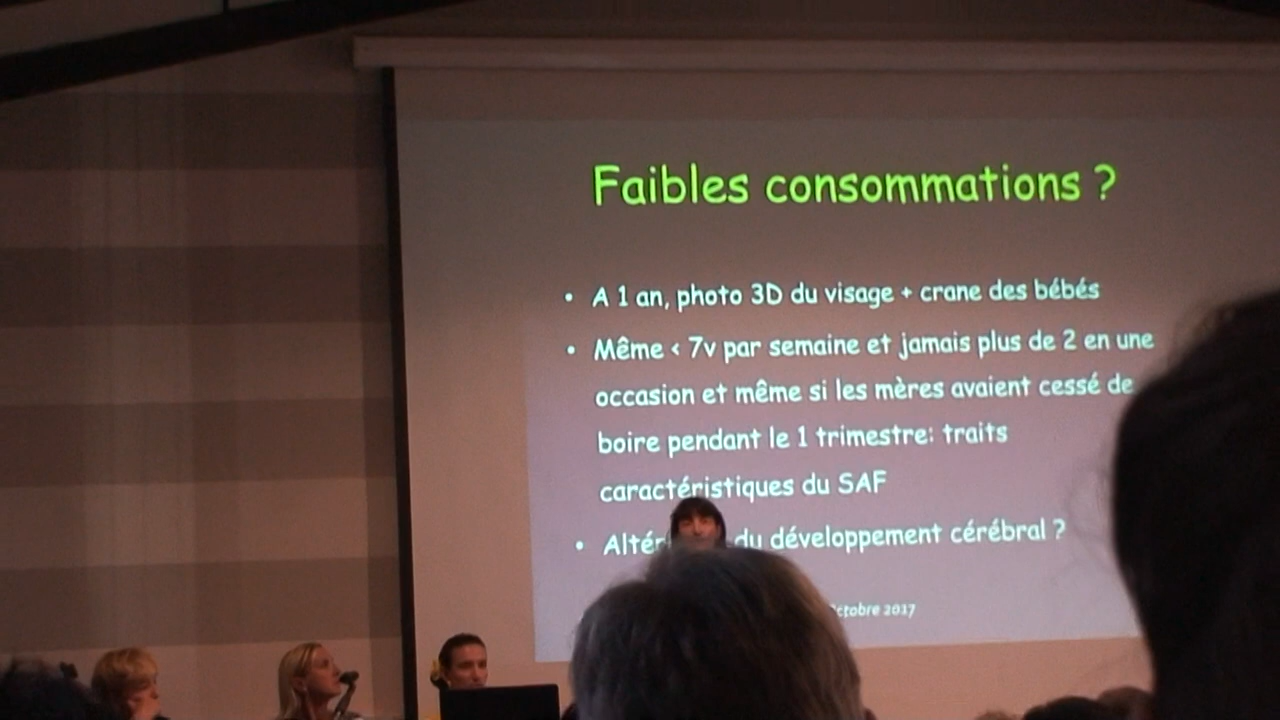 Faibles consommations ?
• A 1 an, photo 3D du visage + crane des bébés
• Même < 7v par semaine et jamais plus de 2 en une
occasion et même si les mères avaient cessé de
boire pendant le 1 trimestre: traits
caractéristiques du SAF
• du développement cérébral ?
2017